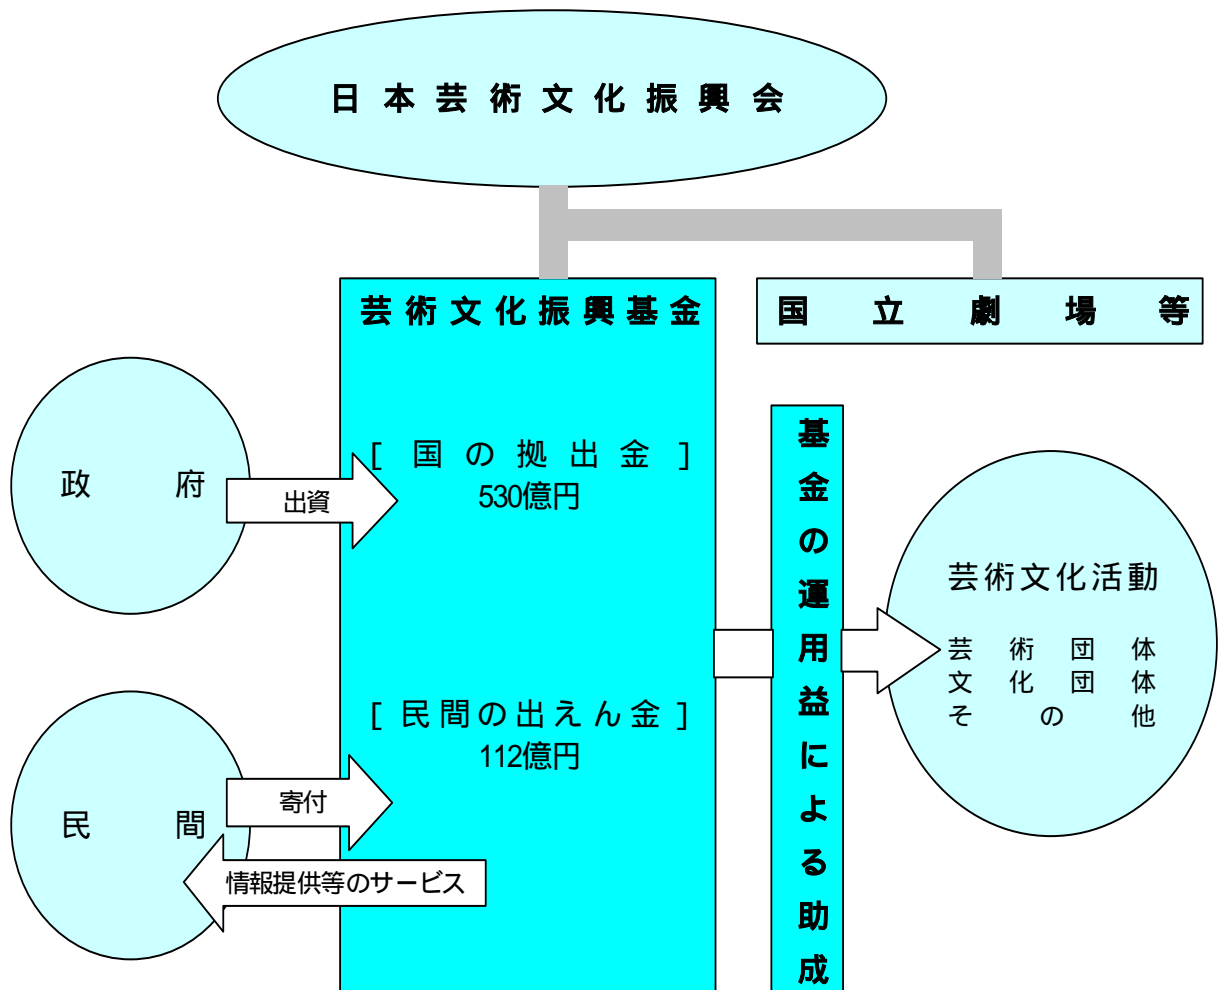 日本芸術文化振興会
芸術文化振興基金
国立劇場等
政府
出資
[国の拠出金]
530億円
民間
寄付
[民間の出えん金]
112億円
情報提供等のサービス
基金の運用益による助成
芸術文化活動
芸術団体
文化団体
その他